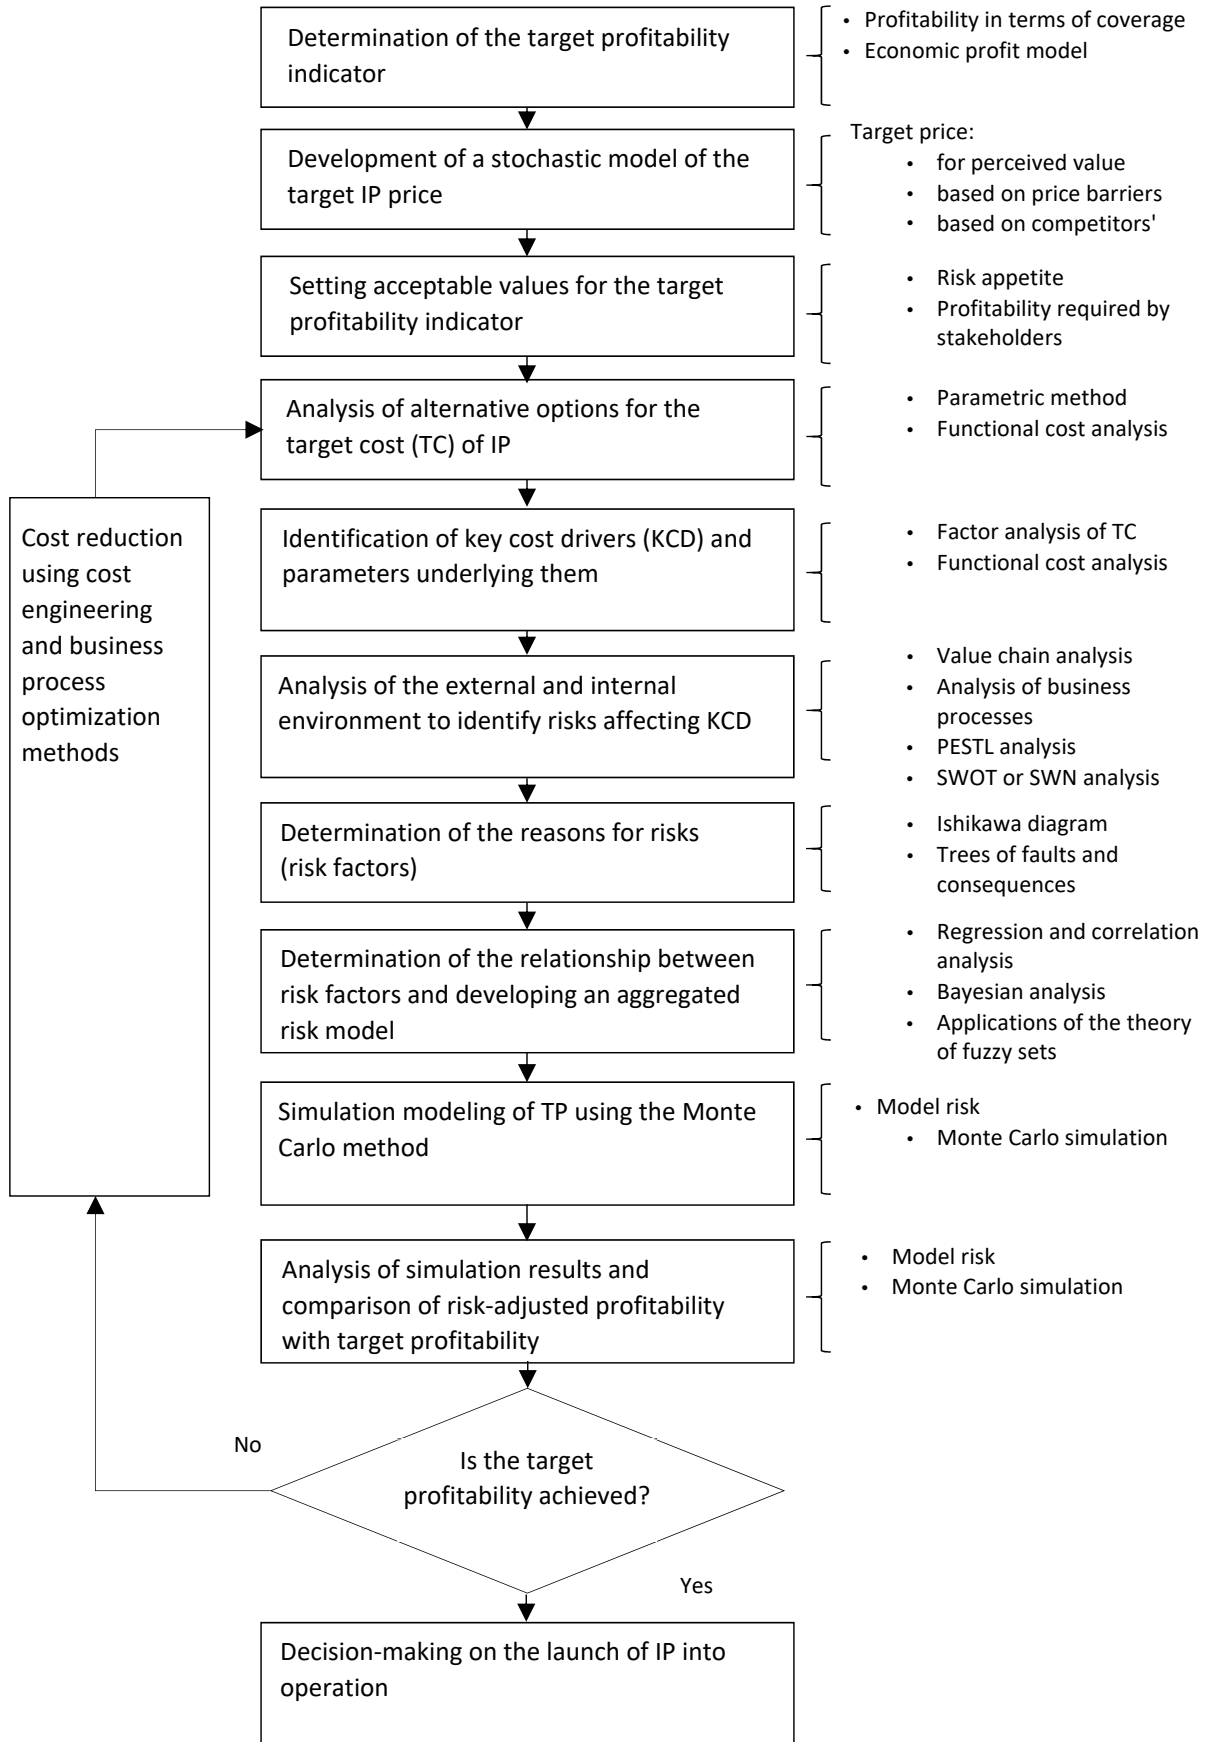 Determination of the target profitability
indicator
• Profitability in terms of coverage
• Economic profit model
Development of a stochastic model of the
target IP price
Target price:
• for perceived value
• based on price barriers
• based on competitors'
Setting acceptable values for the target
profitability indicator
• Risk appetite
• Profitability required by
stakeholders
Analysis of alternative options for the
target cost (TC) of IP
• Parametric method
• Functional cost analysis
Cost reduction
using cost
engineering
and business
process
optimization
methods
Identification of key cost drivers (KCD) and
parameters underlying them
• Factor analysis of TC
• Functional cost analysis
Analysis of the external and internal
environment to identify risks affecting KCD
• Value chain analysis
• Analysis of business
processes
• PESTL analysis
• SWOT or SWN analysis
Determination of the reasons for risks
(risk factors)
• Ishikawa diagram
• Trees of faults and
consequences
Determination of the relationship between
risk factors and developing an aggregated
risk model
• Regression and correlation
analysis
• Bayesian analysis
• Applications of the theory
of fuzzy sets
Simulation modeling of TP using the Monte
Carlo method
• Model risk
• Monte Carlo simulation
Analysis of simulation results and
comparison of risk-adjusted profitability
with target profitability
• Model risk
• Monte Carlo simulation
No
Is the target
profitability achieved?
Yes
Decision-making on the launch of IP into
operation